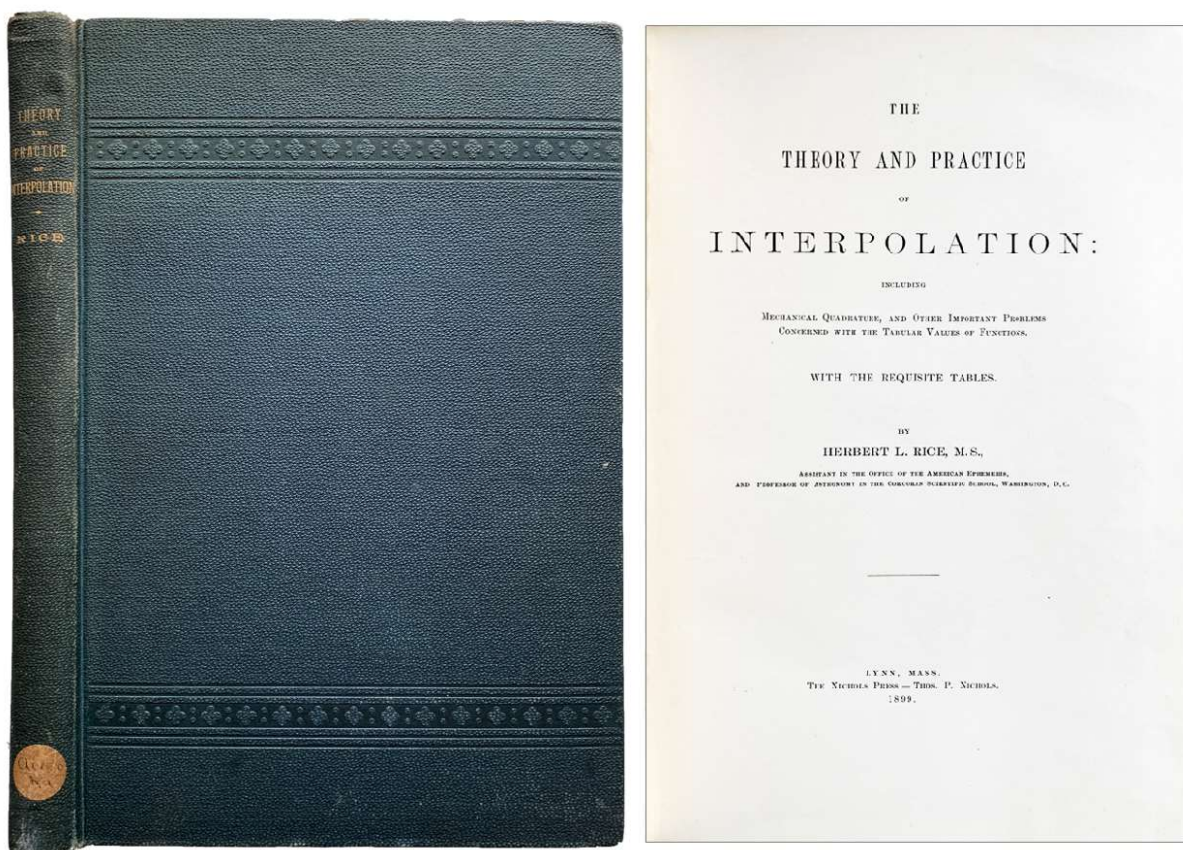 THEORY
AND
PRACTICE
OF
INTERPOLATION
RICE
THE
THEORY AND PRACTICE
OF
INTERPOLATION:
INCLUDING
MECHANICAL QUADRATURE, AND OTHER IMPORTANT PROBLEMS
CONCERNED WITH THE TABULAR VALUES OF FUNCTIONS.
WITH THE REQUISITE TABLES.
BY
HERBERT L. RICE, M.S.,
ASSISTANT IN THE OFFICE OF THE AMERICAN EPHEMERIS,
AND PROFESSOR OF ASTRONOMY IN THE CORCORAN SCIENTIFIC SCHOOL, WASHINGTON, D.C.
LYNN, MASS.
THE NICHOLS PRESS — THOS. P. NICHOLS.
1899.